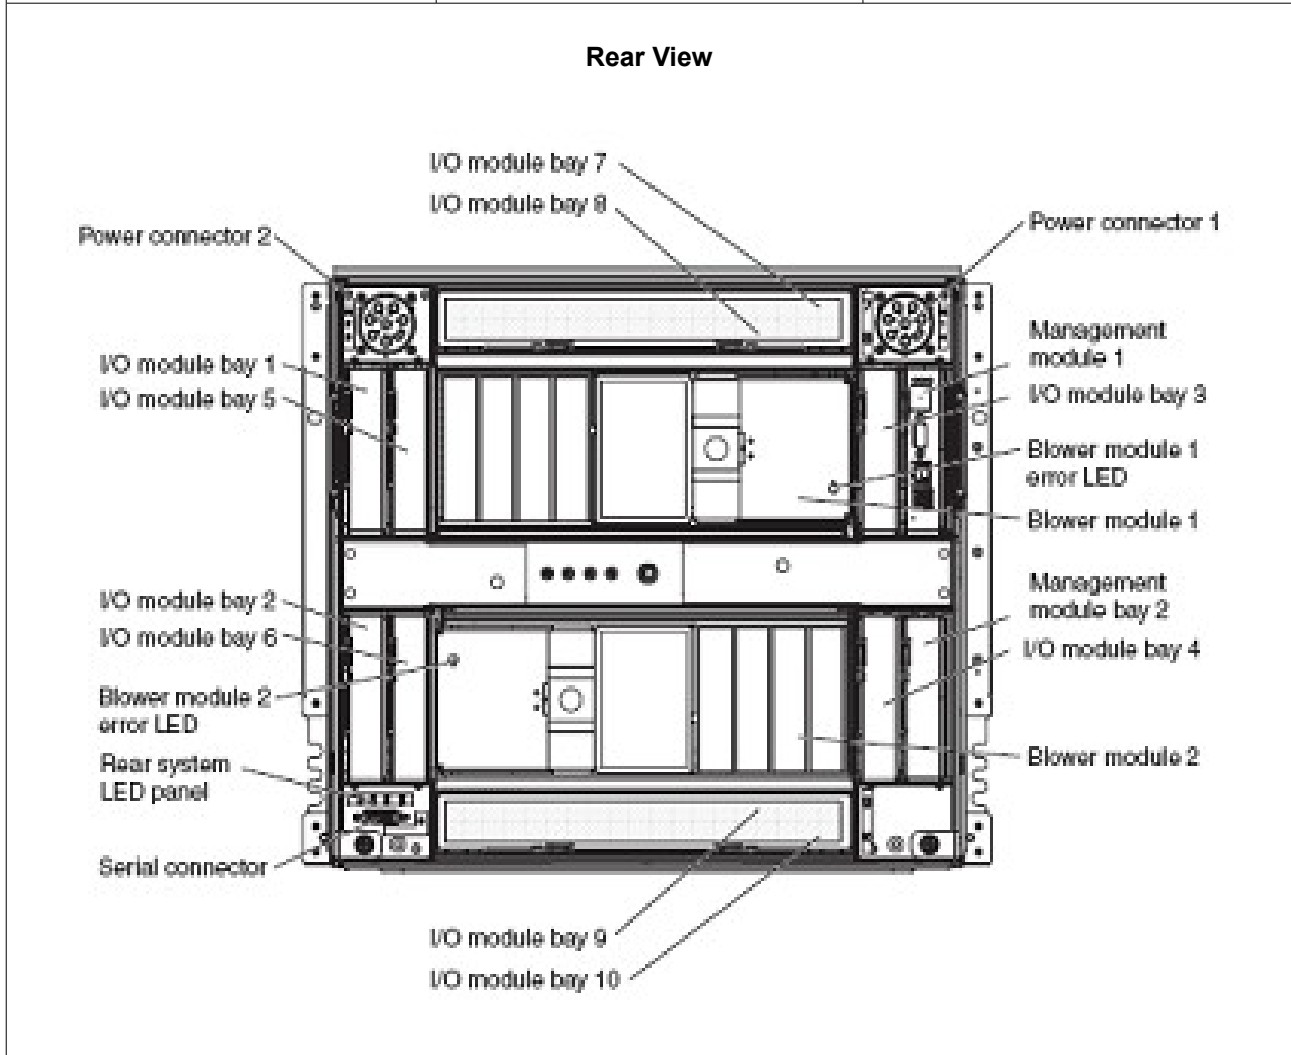 Rear View
I/O module bay 7
I/O module bay 8
Power connector 2
Power connector 1
Management
module 1
I/O module bay 1
I/O module bay 5
I/O module bay 3
Blower module 1
error LED
Blower module 1
I/O module bay 2
I/O module bay 6
Management
module bay 2
I/O module bay 4
Blower module 2
error LED
Rear system
LED panel
Blower module 2
Serial connector
I/O module bay 9
I/O module bay 10